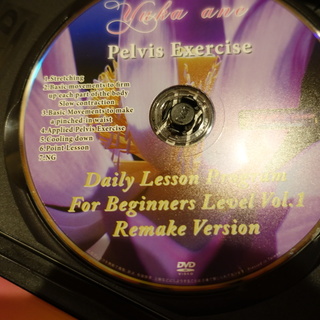 Pelvis Exercise
1.Stretching
2.Basic movements to firm
up each part of the body
Slow contraction
3.Basic Movements to make
a pinched-in waist
4.Applied Pelvis Exercise
5.Cooling down
6.Point Lesson
7.NG
Daily Lesson
For Beginners Level Vol.1
Remake Version
DVD
VIDEO